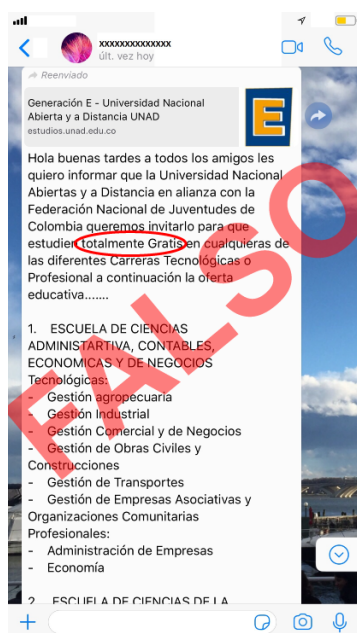 xxxxxxxxxxxxxx
últ. vez hoy
Reenviado
Generación E - Universidad Nacional
Abierta y a Distancia UNAD
estudios.unad.edu.co
E
Hola buenas tardes a todos los amigos les
quiero informar que la Universidad Nacional
Abiertas y a Distancia en alianza con la
Federación Nacional de Juventudes de
Colombia queremos invitarlo para que
estudien totalmente Gratis en cualquieras de
las diferentes Carreras Tecnológicas o
Profesional a continuación la oferta
educativa.......
1. ESCUELA DE CIENCIAS
ADMINISTARTIVA, CONTABLES,
ECONOMICAS Y DE NEGOCIOS
Tecnológicas:
- Gestión agropecuaria
- Gestión Industrial
- Gestión Comercial y de Negocios
- Gestión de Obras Civiles y
Construcciones
- Gestión de Transportes
- Gestión de Empresas Asociativas y
Organizaciones Comunitarias
Profesionales:
- Administración de Empresas
- Economía
2. ESCUELA DE CIENCIAS DE LA
FALSO